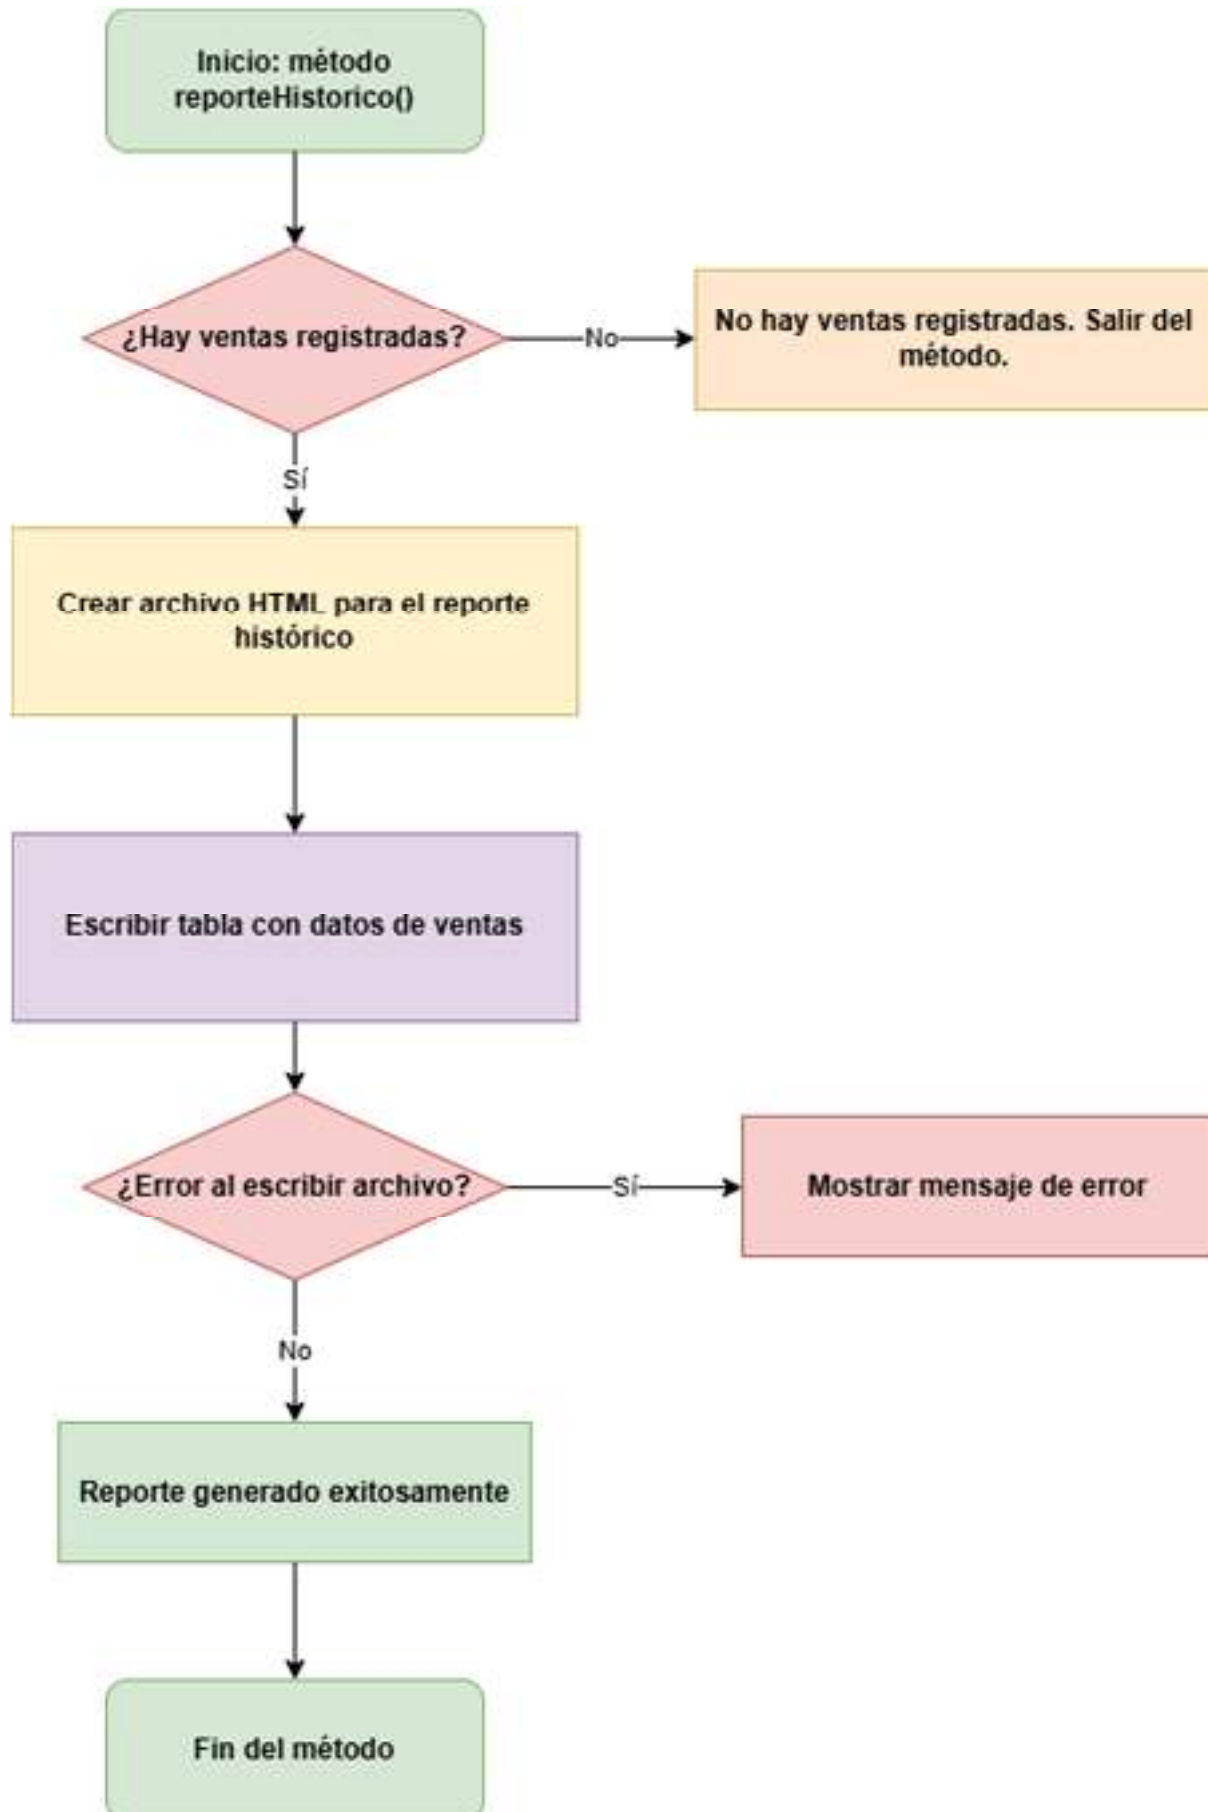 Inicio: método
reporteHistorico()
¿Hay ventas registradas?
No
No hay ventas registradas. Salir del
método.
Sí
Crear archivo HTML para el reporte
histórico
Escribir tabla con datos de ventas
¿Error al escribir archivo?
Sí
Mostrar mensaje de error
No
Reporte generado exitosamente
Fin del método